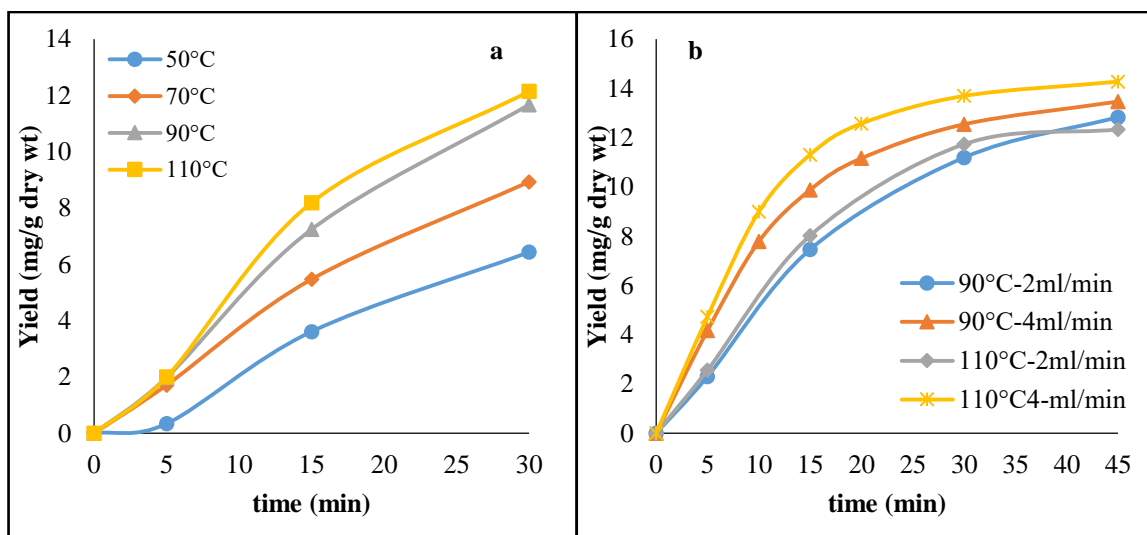 a
Yield (mg/g dry wt)
14
12
10
8
6
4
2
0
50°C
70°C
90°C
110°C
0 5 10 15 20 25 30
time (min)
b
Yield (mg/g dry wt)
16
14
12
10
8
6
4
2
0
90°C-2ml/min
90°C-4ml/min
110°C-2ml/min
110°C4-ml/min
0 5 10 15 20 25 30 35 40 45
time (min)